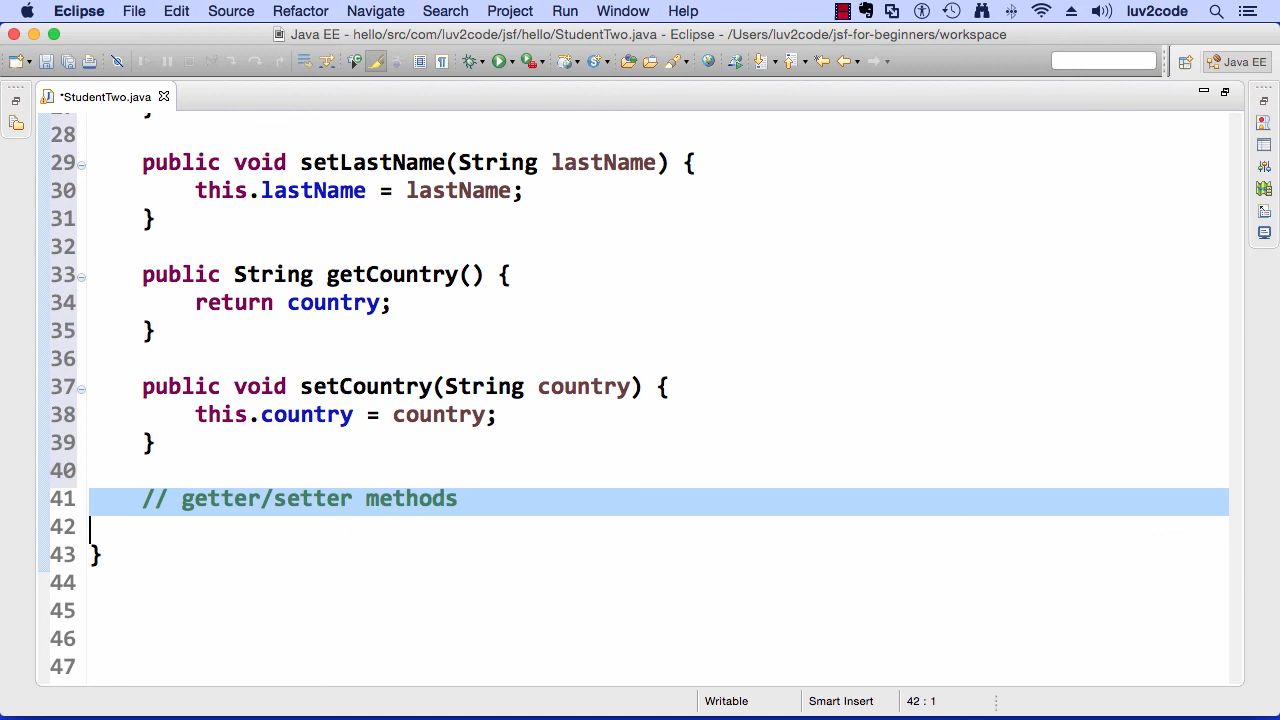 Eclipse File Edit Source Refactor Navigate Search Project Run Window Help luv2code
Java EE - hello/src/com/luv2code/jsf/hello/StudentTwo.java - Eclipse - /Users/luv2code/jsf-for-beginners/workspace
Java EE
*StudentTwo.java
28
29 public void setLastName(String lastName) {
30 this.lastName = lastName;
31 }
32
33 public String getCountry() {
34 return country;
35 }
36
37 public void setCountry(String country) {
38 this.country = country;
39 }
40
41 // getter/setter methods
42
43 }
44
45
46
47
Writable Smart Insert 42 : 1